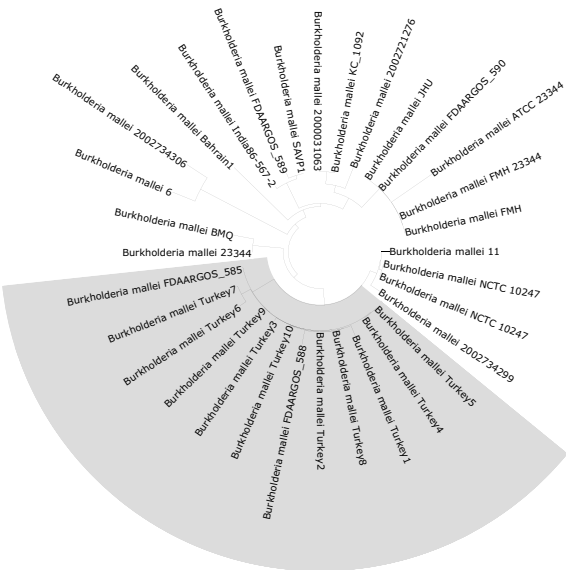 Burkholderia mallei FDAARGOS_585
Burkholderia mallei 23344
Burkholderia mallei BMQ
Burkholderia mallei 6
Burkholderia mallei 2002734306
Burkholderia mallei Bahrain1
Burkholderia mallei India86-567-2
Burkholderia mallei FDAARGOS_589
Burkholderia mallei SAVP1
Burkholderia mallei 2000031063
Burkholderia mallei KC_1092
Burkholderia mallei 2002721276
Burkholderia mallei JHU
Burkholderia mallei FDAARGOS_590
Burkholderia mallei ATCC 23344
Burkholderia mallei FMH 23344
Burkholderia mallei FMH
Burkholderia mallei 11
Burkholderia mallei NCTC 10247
Burkholderia mallei NCTC 10247
Burkholderia mallei 2002734299
Burkholderia mallei Turkey5
Burkholderia mallei Turkey4
Burkholderia mallei Turkey1
Burkholderia mallei Turkey8
Burkholderia mallei Turkey2
Burkholderia mallei FDAARGOS_588
Burkholderia mallei Turkey10
Burkholderia mallei Turkey3
Burkholderia mallei Turkey9
Burkholderia mallei Turkey6
Burkholderia mallei Turkey7